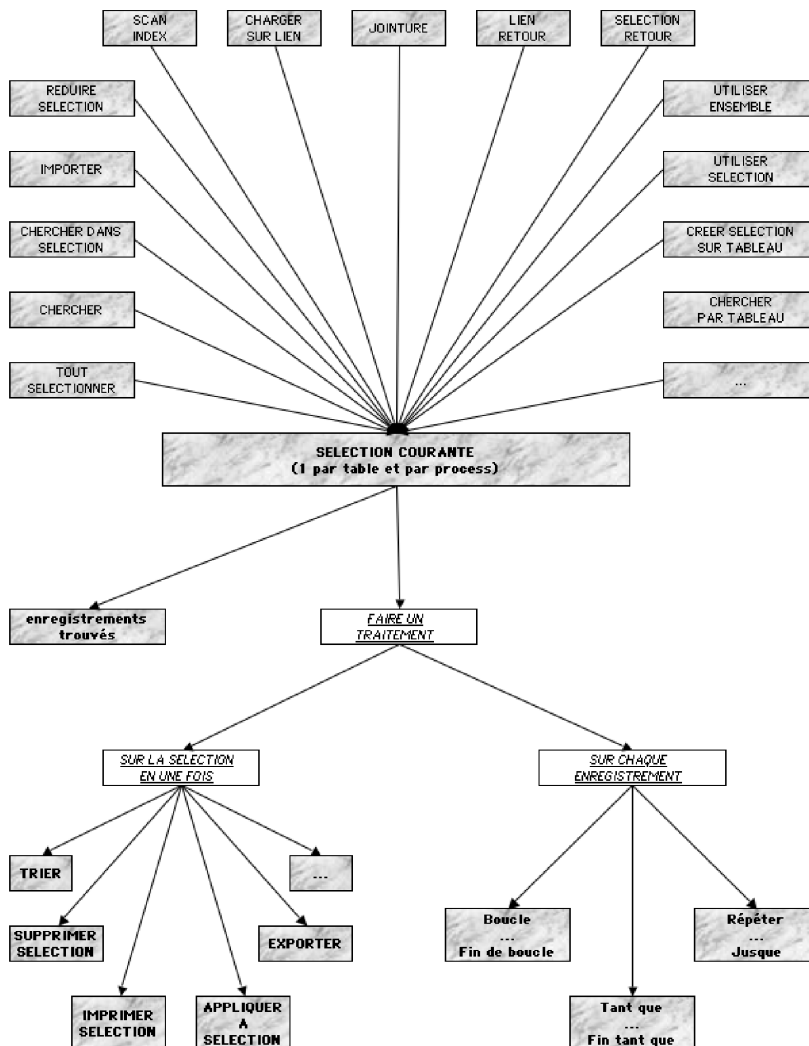 SCAN
INDEX
CHARGER
SUR LIEN
JOINTURE
LIEN
RETOUR
SELECTION
RETOUR
REDUIRE
SELECTION
UTILISER
ENSEMBLE
IMPORTER
UTILISER
SELECTION
CHERCHER DANS
SELECTION
CREER SELECTION
SUR TABLEAU
CHERCHER
CHERCHER
PAR TABLEAU
TOUT
SELECTIONNER
...
SELECTION COURANTE
(1 par table et par process)
enregistrements
trouvés
FAIRE UN
TRAITEMENT
SUR LA SELECTION
EN UNE FOIS
SUR CHAQUE
ENREGISTREMENT
TRIER
...
SUPPRIMER
SELECTION
EXPORTER
IMPRIMER
SELECTION
APPLIQUER
A
SELECTION
Boucle
...
Fin de boucle
Répéter
...
Jusque
Tant que
...
Fin tant que